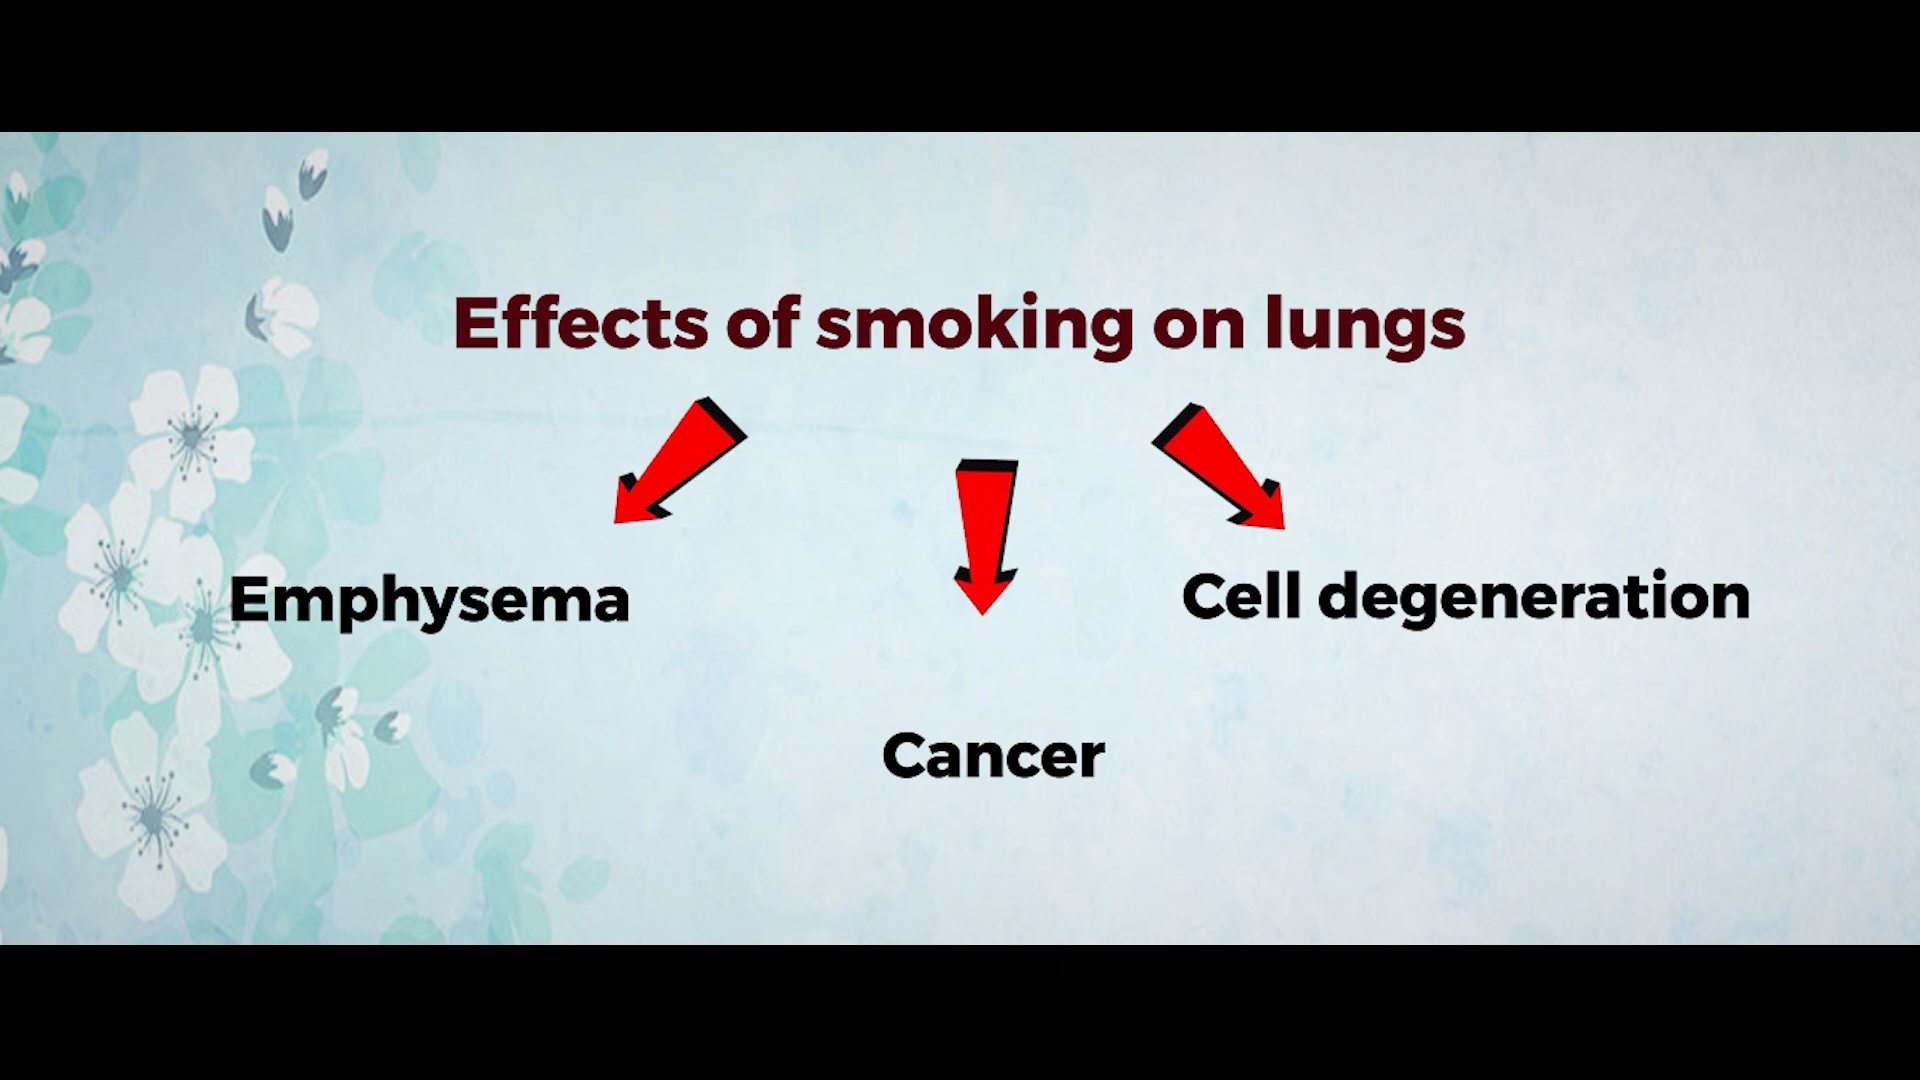 Effects of smoking on lungs
Emphysema
Cell degeneration
Cancer